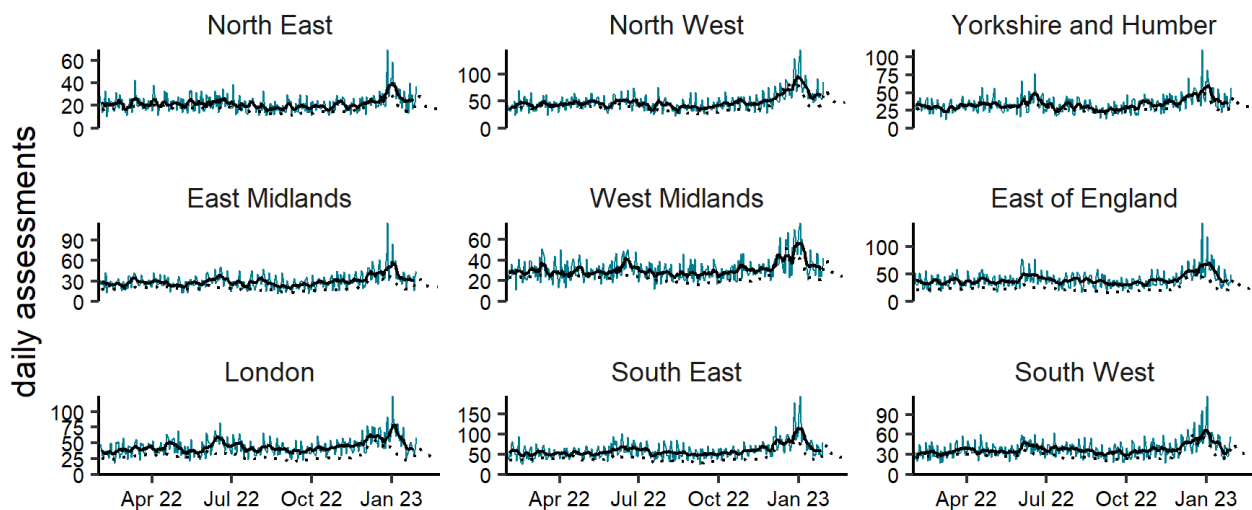 daily assessments
North East
60
40
20
0
North West
100
50
0
Yorkshire and Humber
100
75
50
25
0
East Midlands
90
60
30
0
West Midlands
60
40
20
0
East of England
100
50
0
London
100
75
50
25
0
Apr 22 Jul 22 Oct 22 Jan 23
South East
150
100
50
0
Apr 22 Jul 22 Oct 22 Jan 23
South West
90
60
30
0
Apr 22 Jul 22 Oct 22 Jan 23